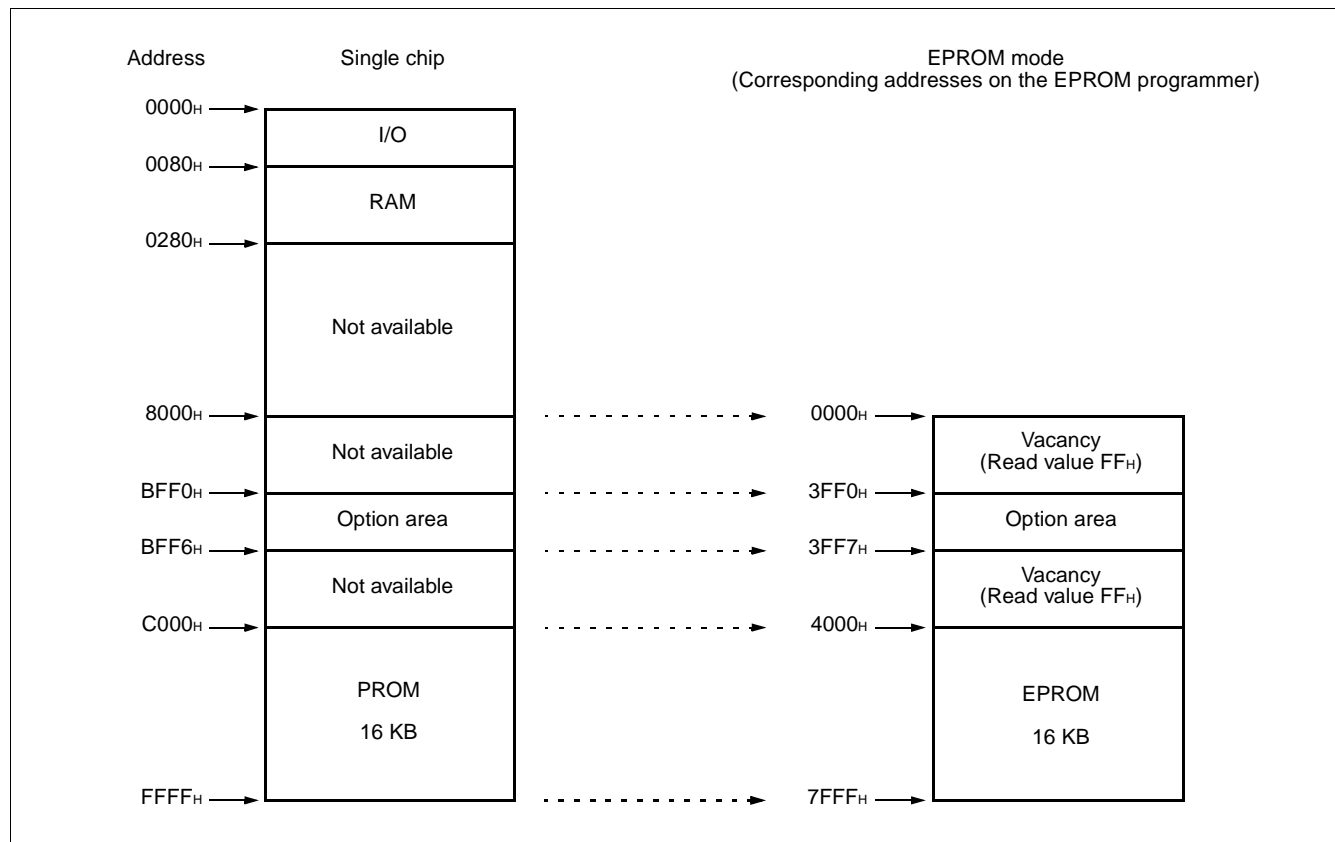 Address
Single chip
EPROM mode
(Corresponding addresses on the EPROM programmer)
0000H
I/O
0080H
RAM
0280H
Not available
8000H
0000H
Not available
Vacancy
(Read value FFH)
BFF0H
3FF0H
Option area
Option area
BFF6H
3FF7H
Not available
Vacancy
(Read value FFH)
C000H
4000H
PROM
16 KB
EPROM
16 KB
FFFFH
7FFFH